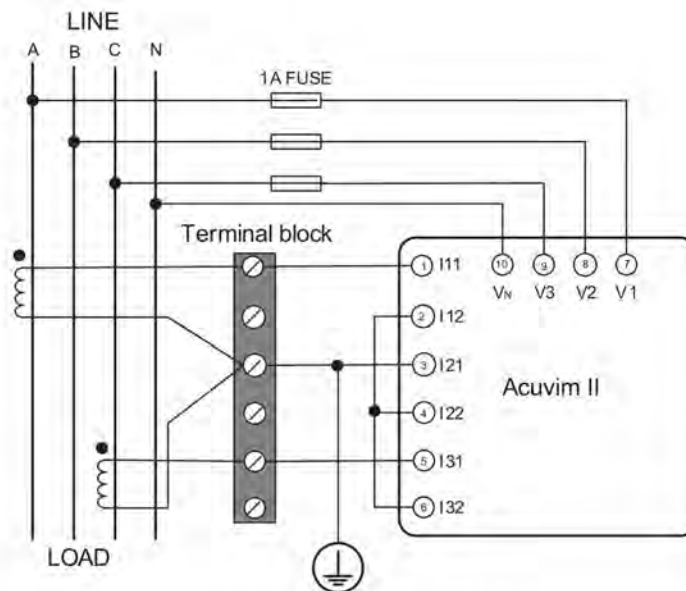 LINE
A B C N
1A FUSE
Terminal block
1 I11
10 9 8 7
VN V3 V2 V1
2 I12
3 I21
Acuvim II
4 I22
5 I31
6 I32
LOAD